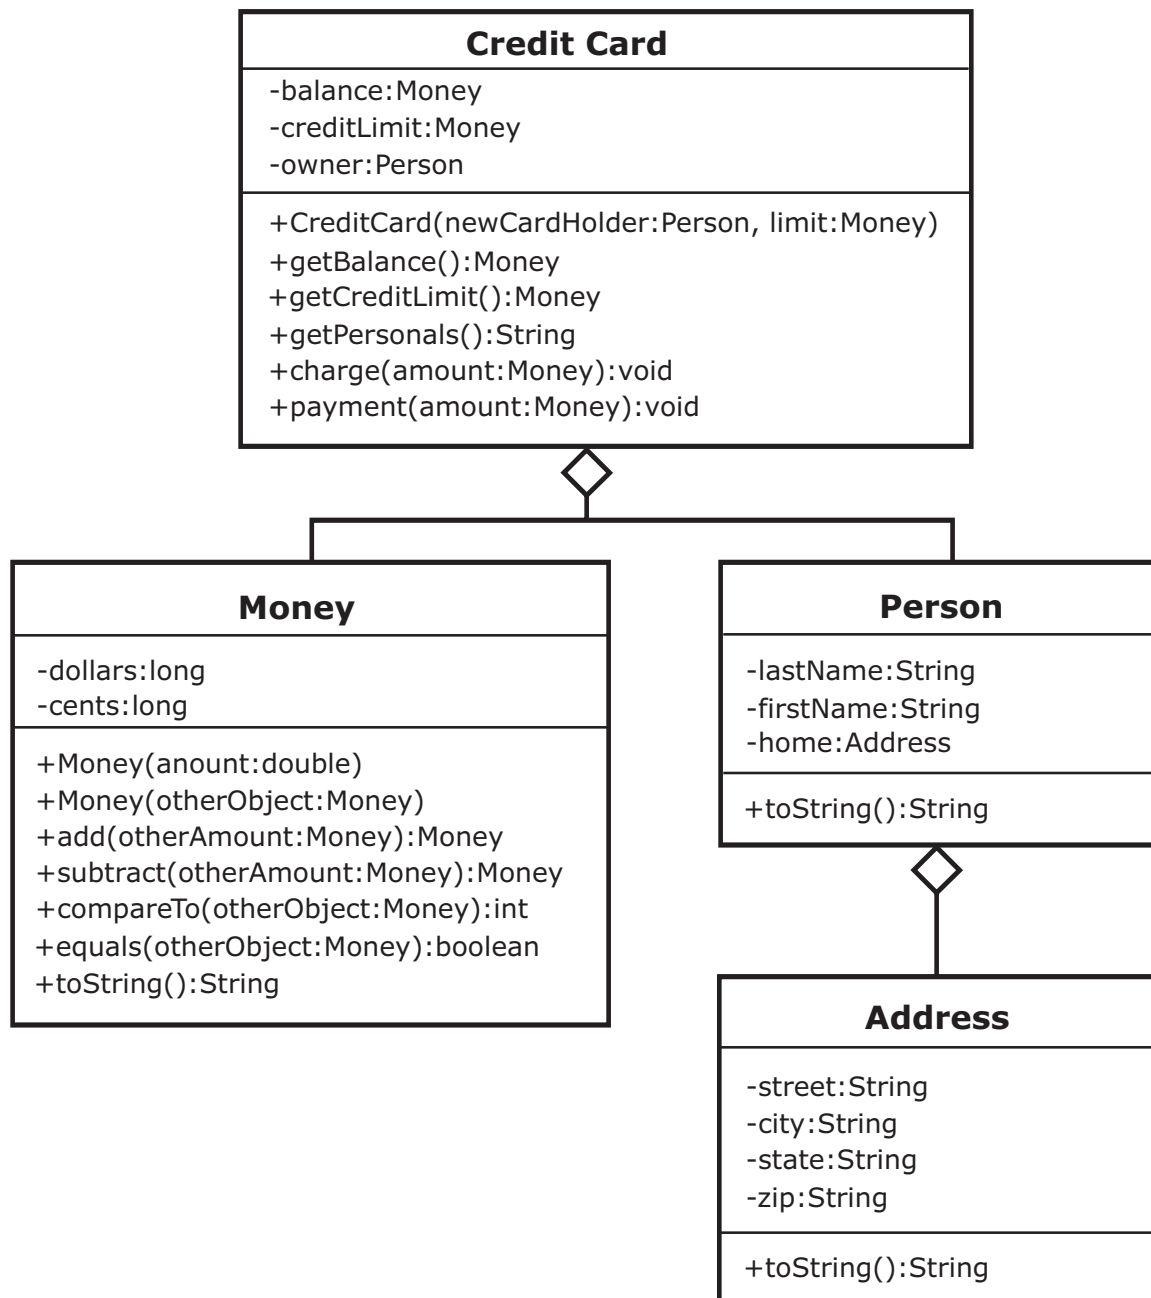 Credit Card
-balance:Money
-creditLimit:Money
-owner:Person
+CreditCard(newCardHolder:Person, limit:Money)
+getBalance():Money
+getCreditLimit():Money
+getPersonals():String
+charge(amount:Money):void
+payment(amount:Money):void
Money
-dollars:long
-cents:long
+Money(anount:double)
+Money(otherObject:Money)
+add(otherAmount:Money):Money
+subtract(otherAmount:Money):Money
+compareTo(otherObject:Money):int
+equals(otherObject:Money):boolean
+toString():String
Person
-lastName:String
-firstName:String
-home:Address
+toString():String
Address
-street:String
-city:String
-state:String
-zip:String
+toString():String